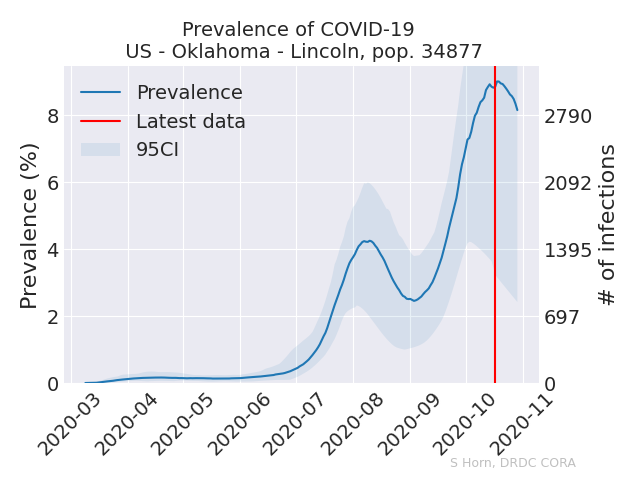 Prevalence of COVID-19
US - Oklahoma - Lincoln, pop. 34877
Prevalence
Latest data
95CI
Prevalence (%)
8
6
4
2
0
# of infections
2790
2092
1395
697
0
2020-03
2020-04
2020-05
2020-06
2020-07
2020-08
2020-09
2020-10
2020-11
S Horn, DRDC CORA